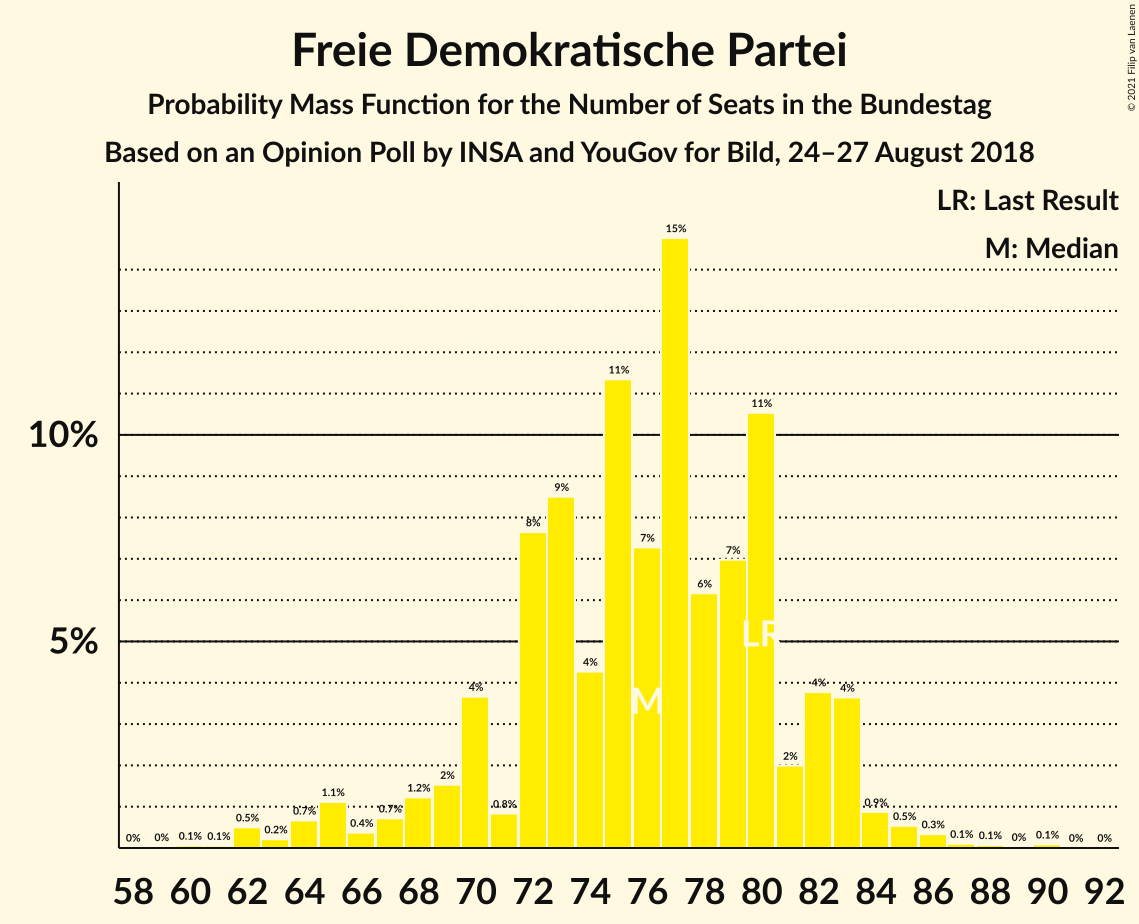 Freie Demokratische Partei
Probability Mass Function for the Number of Seats in the Bundestag
Based on an Opinion Poll by INSA and YouGov for Bild, 24–27 August 2018
© 2021 Filip van Laenen
LR: Last Result
M: Median
10%
5%
0% 0% 0.1% 0.1% 0.5% 0.2% 0.7% 1.1% 0.4% 0.7% 1.2% 2% 4% 0.8% 8% 9% 4% 11% 7% 15% 6% 7% 11% 2% 4% 4% 0.9% 0.5% 0.3% 0.1% 0.1% 0% 0.1% 0% 0%
LR
M
58 60 62 64 66 68 70 72 74 76 78 80 82 84 86 88 90 92